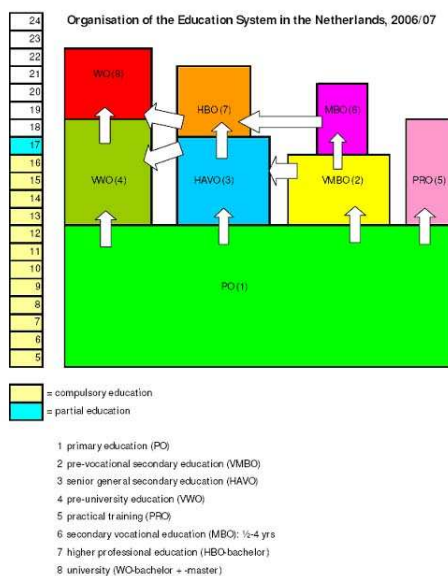 Organisation of the Education System in the Netherlands, 2006/07
24
23
22
21
20
19
18
17
16
15
14
13
12
11
10
9
8
7
6
5
WO (8)
HBO (7)
MBO (6)
VWO (4)
HAVO (3)
VMBO (2)
PRO (5)
PO (1)
= compulsory education
= partial education
1 primary education (PO)
2 pre-vocational secondary education (VMBO)
3 senior general secondary education (HAVO)
4 pre-university education (VWO)
5 practical training (PRO)
6 secondary vocational education (MBO): ½-4 yrs
7 higher professional education (HBO-bachelor)
8 university (WO-bachelor + -master)